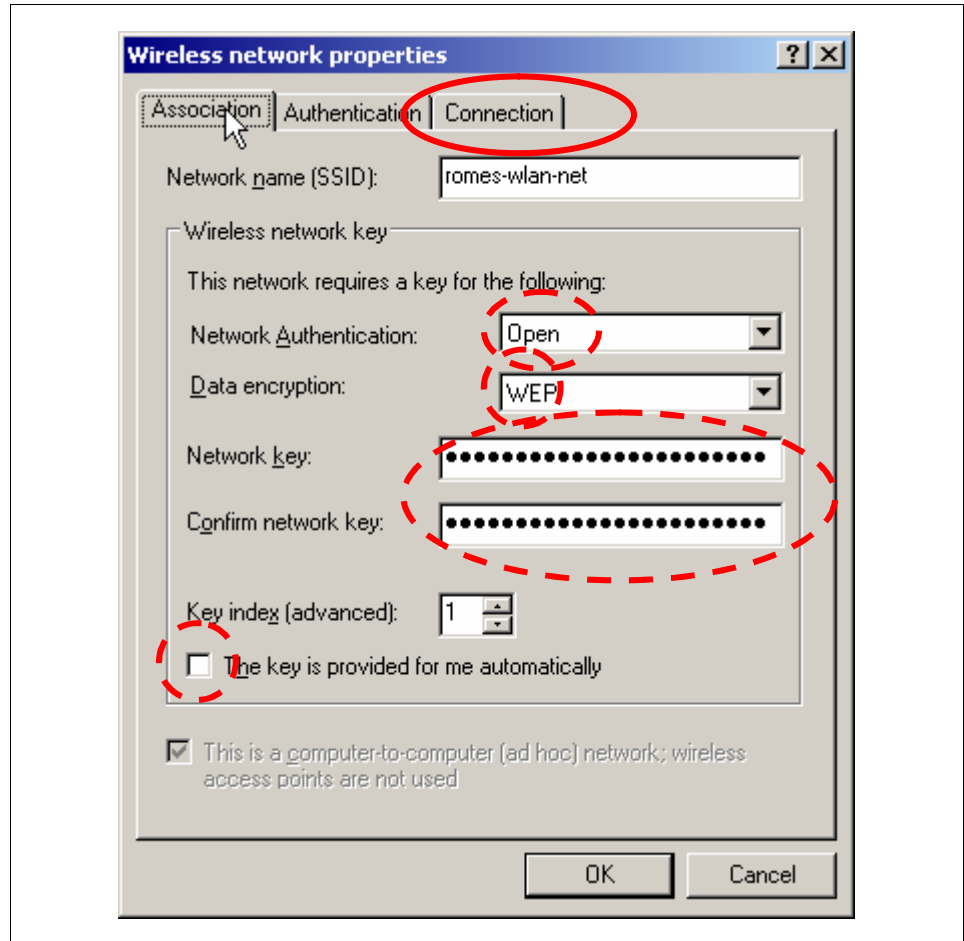 Wireless network properties
Association Authentication Connection
Network name (SSID): romes-wlan-net
Wireless network key
This network requires a key for the following:
Network Authentication: Open
Data encryption: WEP
Network key: •••••••••••••••••••••••
Confirm network key: •••••••••••••••••••••••
Key index (advanced): 1
The key is provided for me automatically
This is a computer-to-computer (ad hoc) network; wireless
access points are not used
OK Cancel